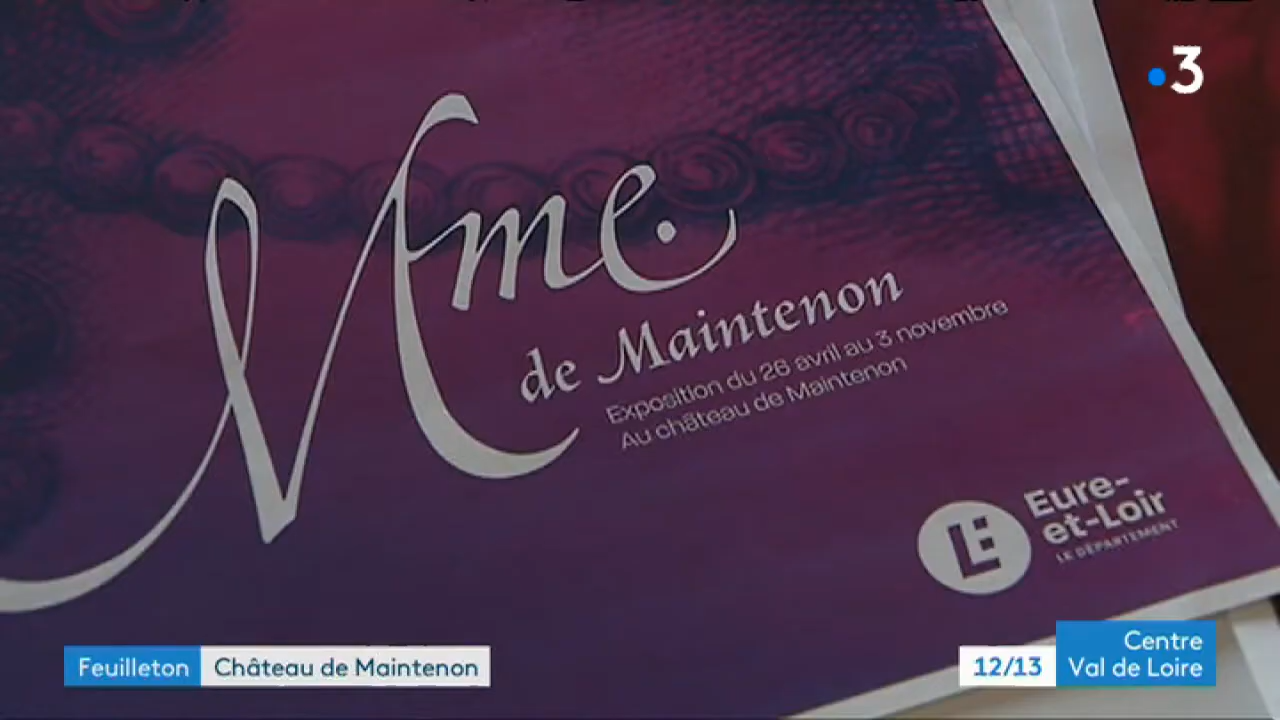 3
Mme.
de Maintenon
Exposition du 26 avril au 3 novembre
Au château de Maintenon
LE
Eure-
et-Loir
LE DÉPARTEMENT
Feuilleton
Château de Maintenon
12/13
Centre
Val de Loire